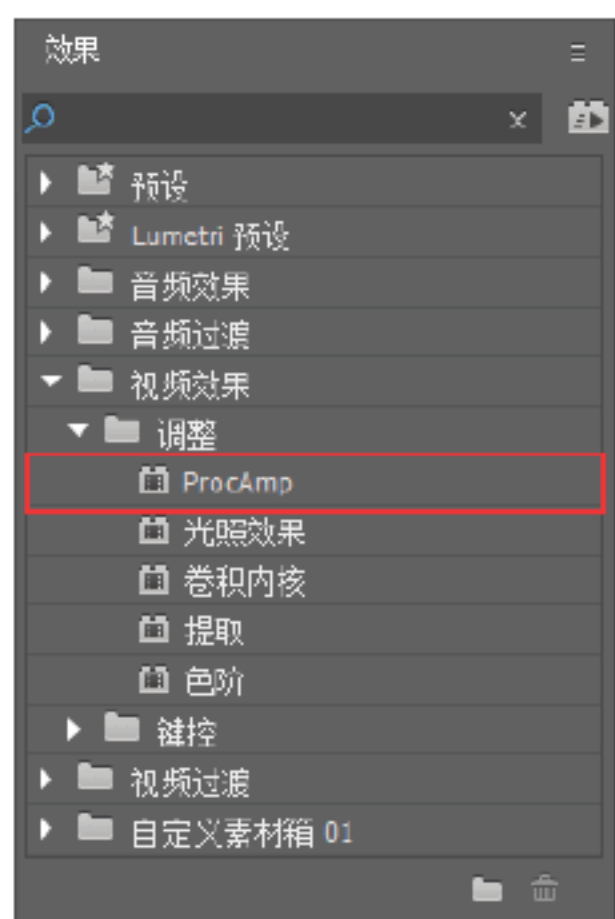 效果
预设
Lumetri 预设
音频效果
音频过渡
视频效果
调整
ProcAmp
光照效果
卷积内核
提取
色阶
键控
视频过渡
自定义素材箱 01